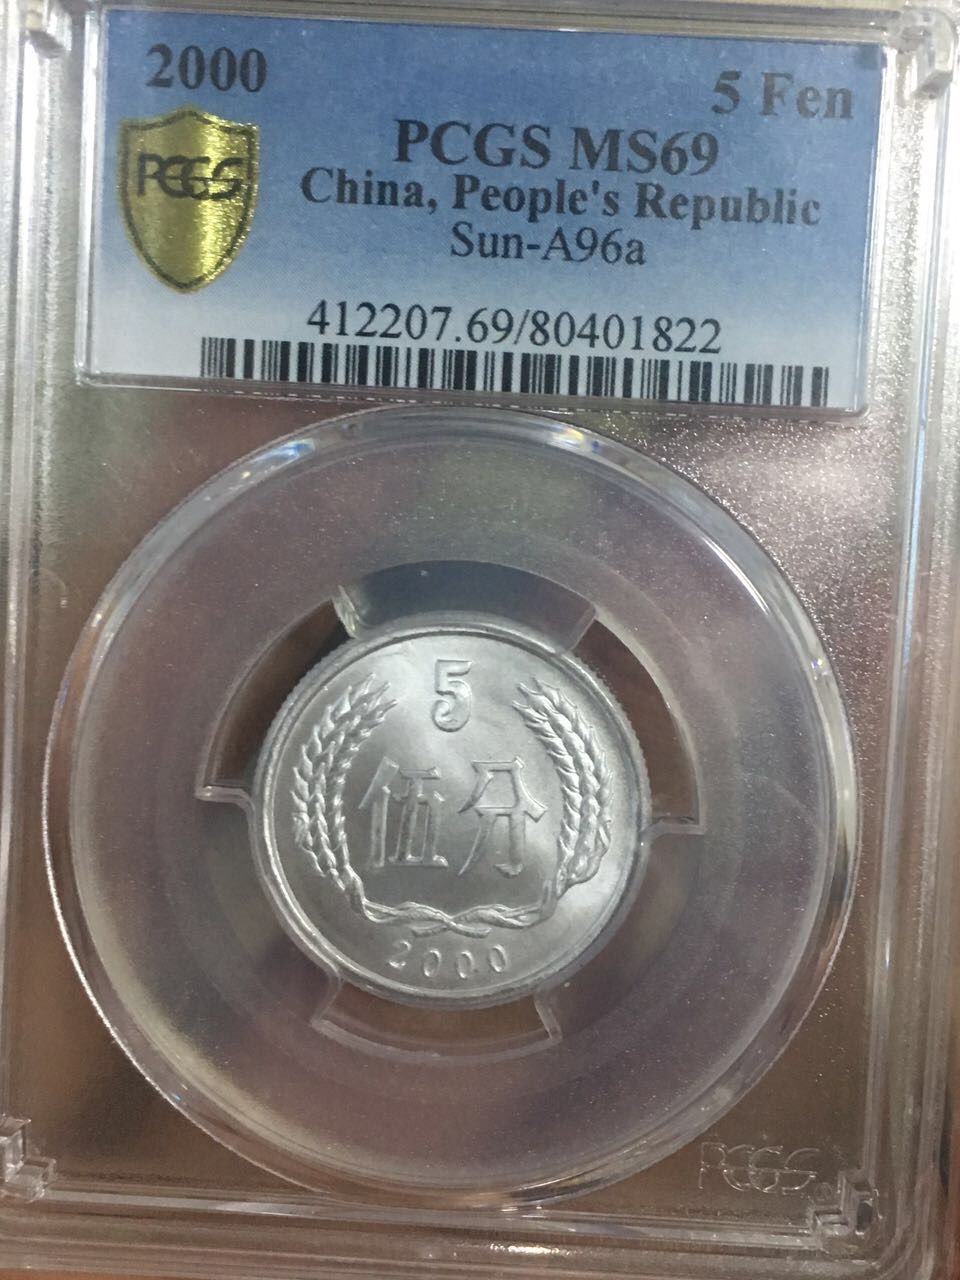 2000
5 Fen
PCGS
PCGS MS69
China, People's Republic
Sun-A96a
412207.69/80401822
5
伍分
2000
PCGS